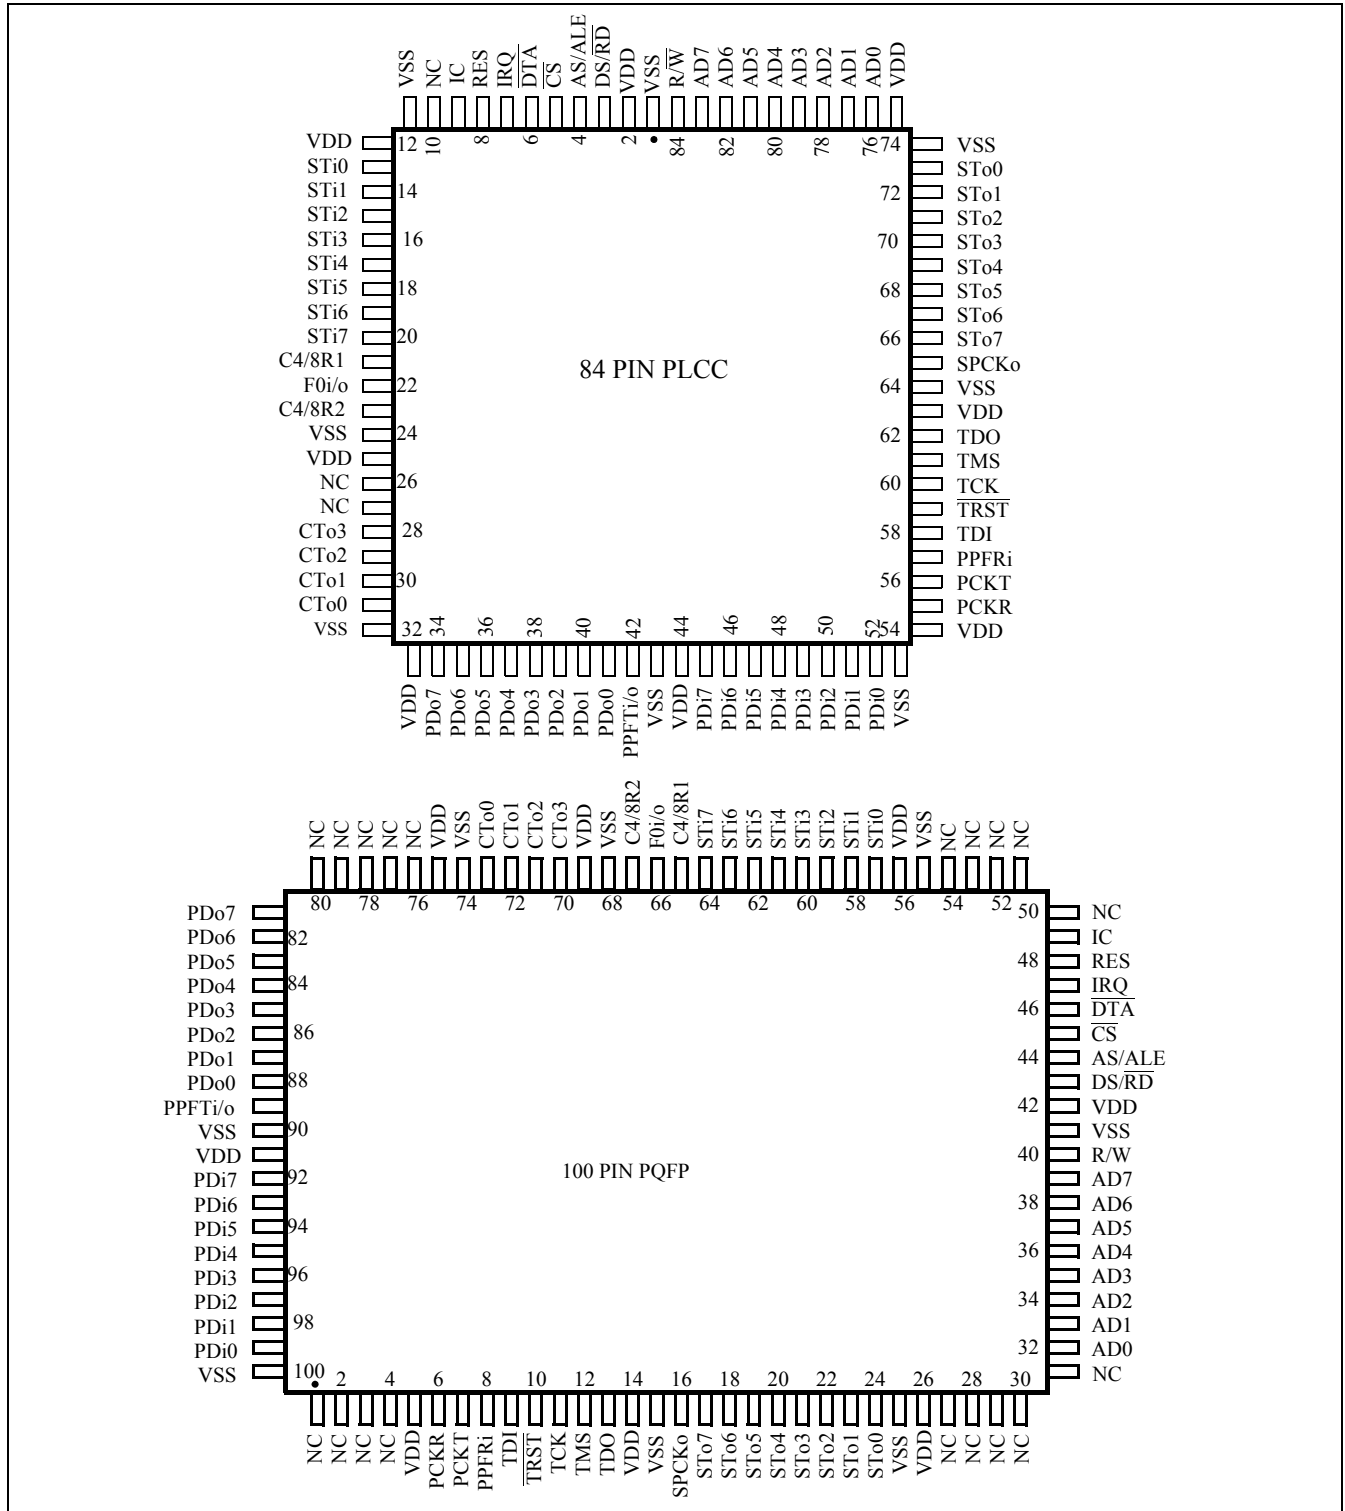 VSS NC IC RES IRQ DTA CS AS/ALE DS/RD VDD VSS R/W AD7 AD6 AD5 AD4 AD3 AD2 AD1 AD0 VDD
12 10 8 6 4 2 84 82 80 78 76 74
VDD VSS
STi0 STo0
STi1 14 72 STo1
STi2 STo2
STi3 16 70 STo3
STi4 STo4
STi5 18 68 STo5
STi6 STo6
STi7 20 66 STo7
C4/8R1 SPCKo
84 PIN PLCC
F0i/o 22 64 VSS
C4/8R2 VDD
VSS 24 62 TDO
VDD TMS
NC 26 60 TCK
NC TRST
CTo3 28 58 TDI
CTo2 PPFRi
CTo1 30 56 PCKT
CTo0 PCKR
VSS 32 34 36 38 40 42 44 46 48 50 52 54 VDD
VDD PDo7 PDo6 PDo5 PDo4 PDo3 PDo2 PDo1 PDo0 PPFTi/o VSS VDD PDi7 PDi6 PDi5 PDi4 PDi3 PDi2 PDi1 PDi0 VSS
NC NC NC NC NC VDD VSS CTo0 CTo1 CTo2 CTo3 VDD VSS C4/8R2 F0i/o C4/8R1 STi7 STi6 STi5 STi4 STi3 STi2 STi1 STi0 VDD VSS NC NC NC NC
80 78 76 74 72 70 68 66 64 62 60 58 56 54 52 50
PDo7 NC
PDo6 82 IC
PDo5 48 RES
PDo4 84 IRQ
PDo3 46 DTA
PDo2 86 CS
PDo1 44 AS/ALE
PDo0 88 DS/RD
PPFTi/o 42 VDD
VSS 90 VSS
VDD 40 R/W
100 PIN PQFP
PDi7 92 AD7
PDi6 38 AD6
PDi5 94 AD5
PDi4 36 AD4
PDi3 96 AD3
PDi2 34 AD2
PDi1 98 AD1
PDi0 32 AD0
VSS NC
100 2 4 6 8 10 12 14 16 18 20 22 24 26 28 30
NC NC NC NC VDD PCKR PCKT PPFRi TDI TRST TCK TMS TDO VDD VSS SPCKo STo7 STo6 STo5 STo4 STo3 STo2 STo1 STo0 VSS VDD NC NC NC NC